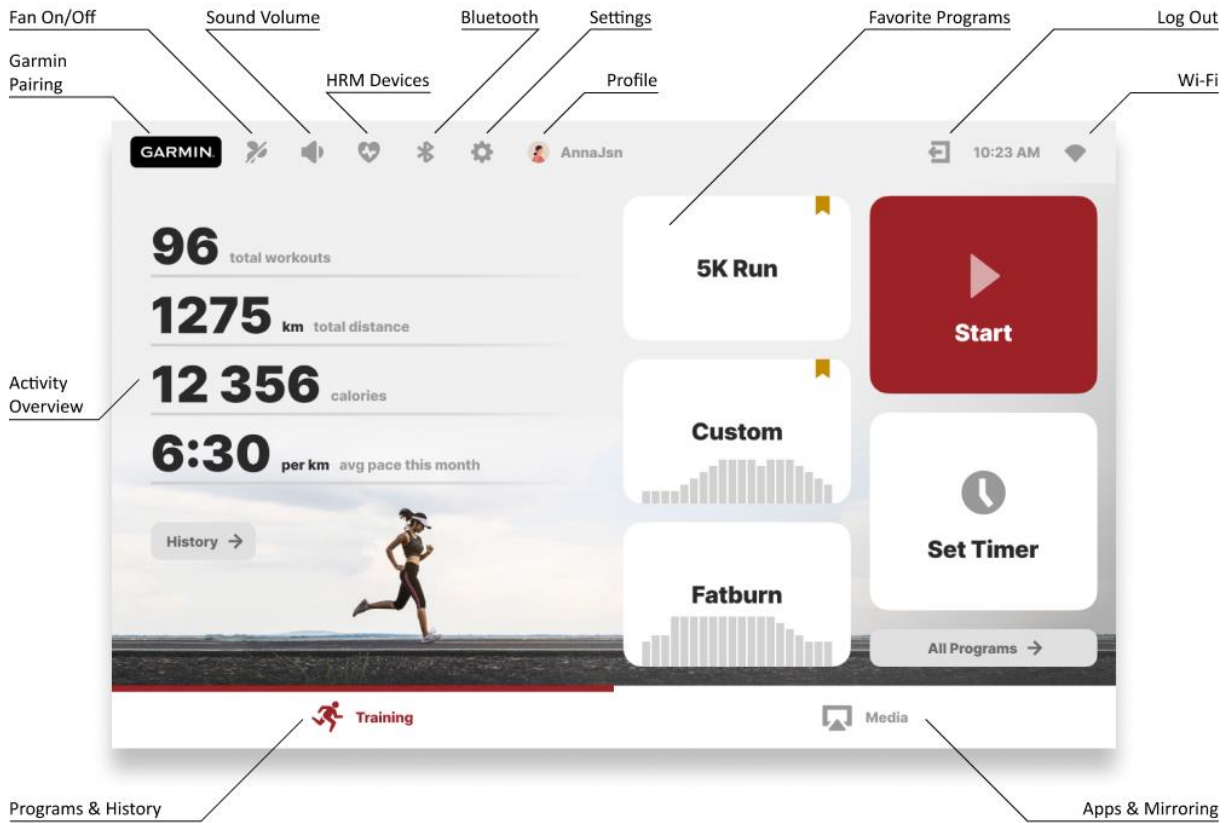 Fan On/Off
Sound Volume
Bluetooth
Settings
Favorite Programs
Log Out
Garmin
Pairing
HRM Devices
Profile
Wi-Fi
GARMIN
AnnaJsn
10:23 AM
96 total workouts
1275 km total distance
12 356 calories
6:30 per km avg pace this month
History
Activity
Overview
5K Run
Custom
Fatburn
Start
Set Timer
All Programs
Training
Media
Programs & History
Apps & Mirroring